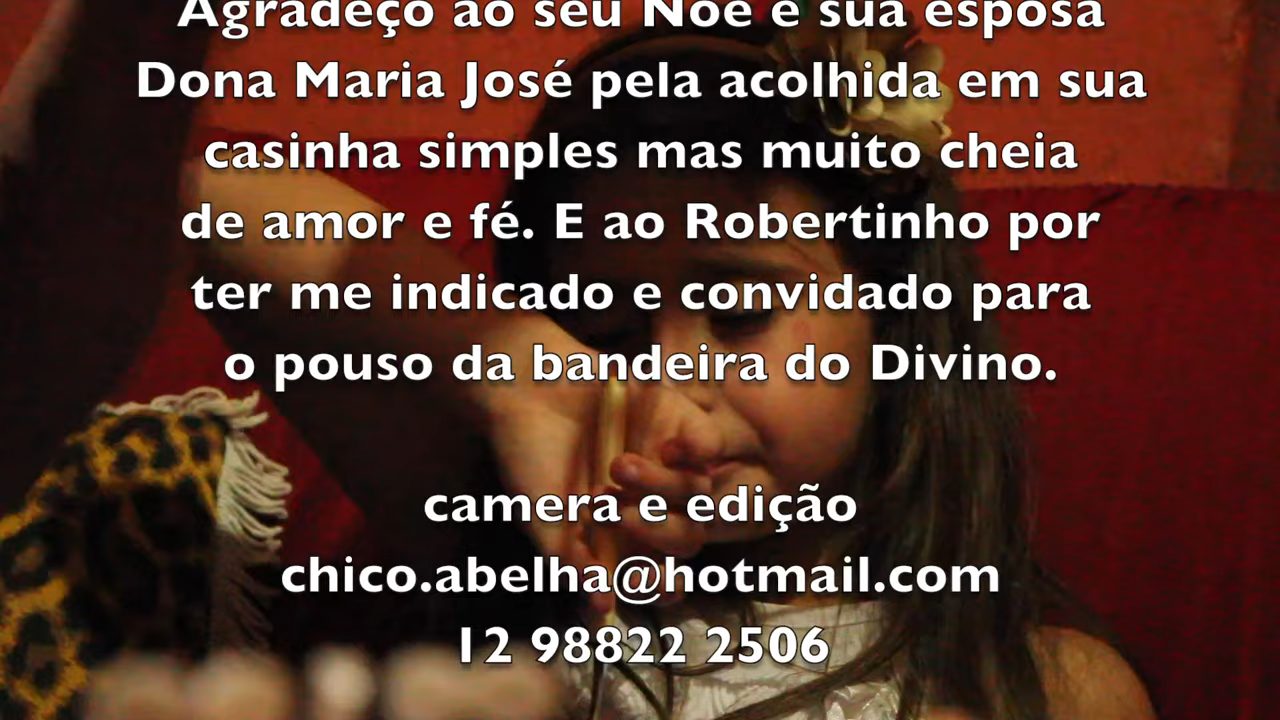 Agradeço ao seu Noé e sua esposa
Dona Maria José pela acolhida em sua
casinha simples mas muito cheia
de amor e fé. E ao Robertinho por
ter me indicado e convidado para
o pouso da bandeira do Divino.
camera e edição
chico.abelha@hotmail.com
12 98822 2506